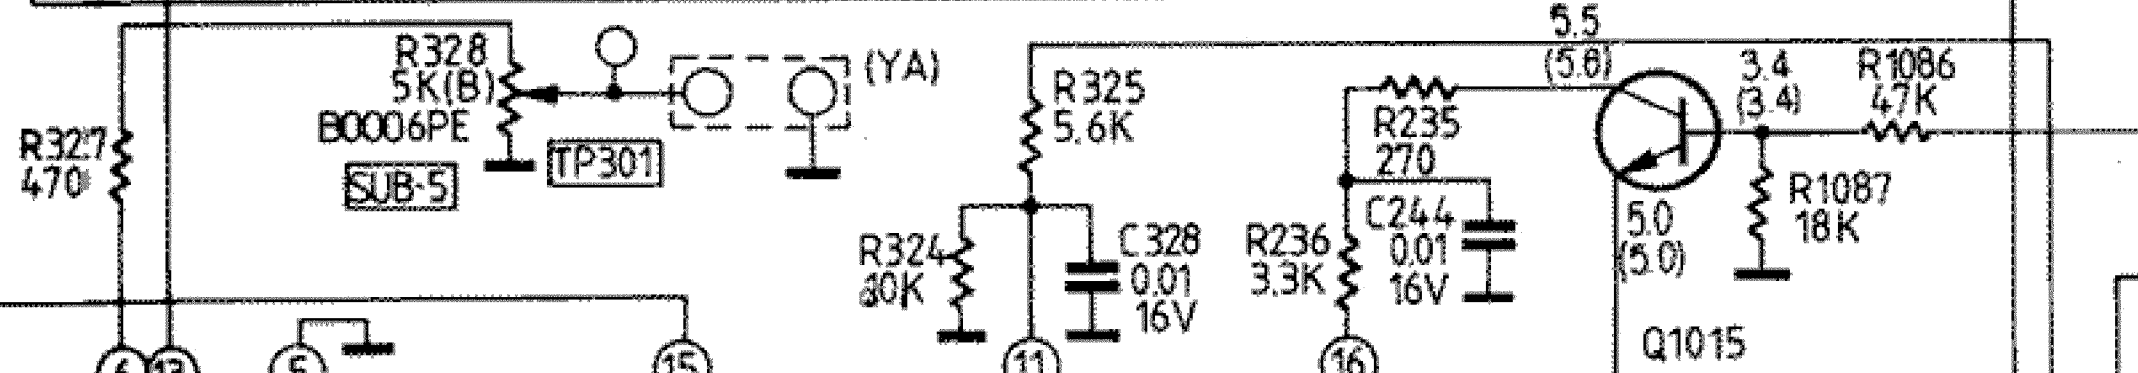 R327
470
R328
5K(B)
B0006PE
SUB-5
TP301
(YA)
R325
5.6K
R324
C328
0.01
16V
5.5
R235
270
C244
0.01
16V
R236
3.3K
3.4
(3.4)
R1086
47K
5.0
(5.0)
R1087
18K
Q1015
6
13
5
15
11
16